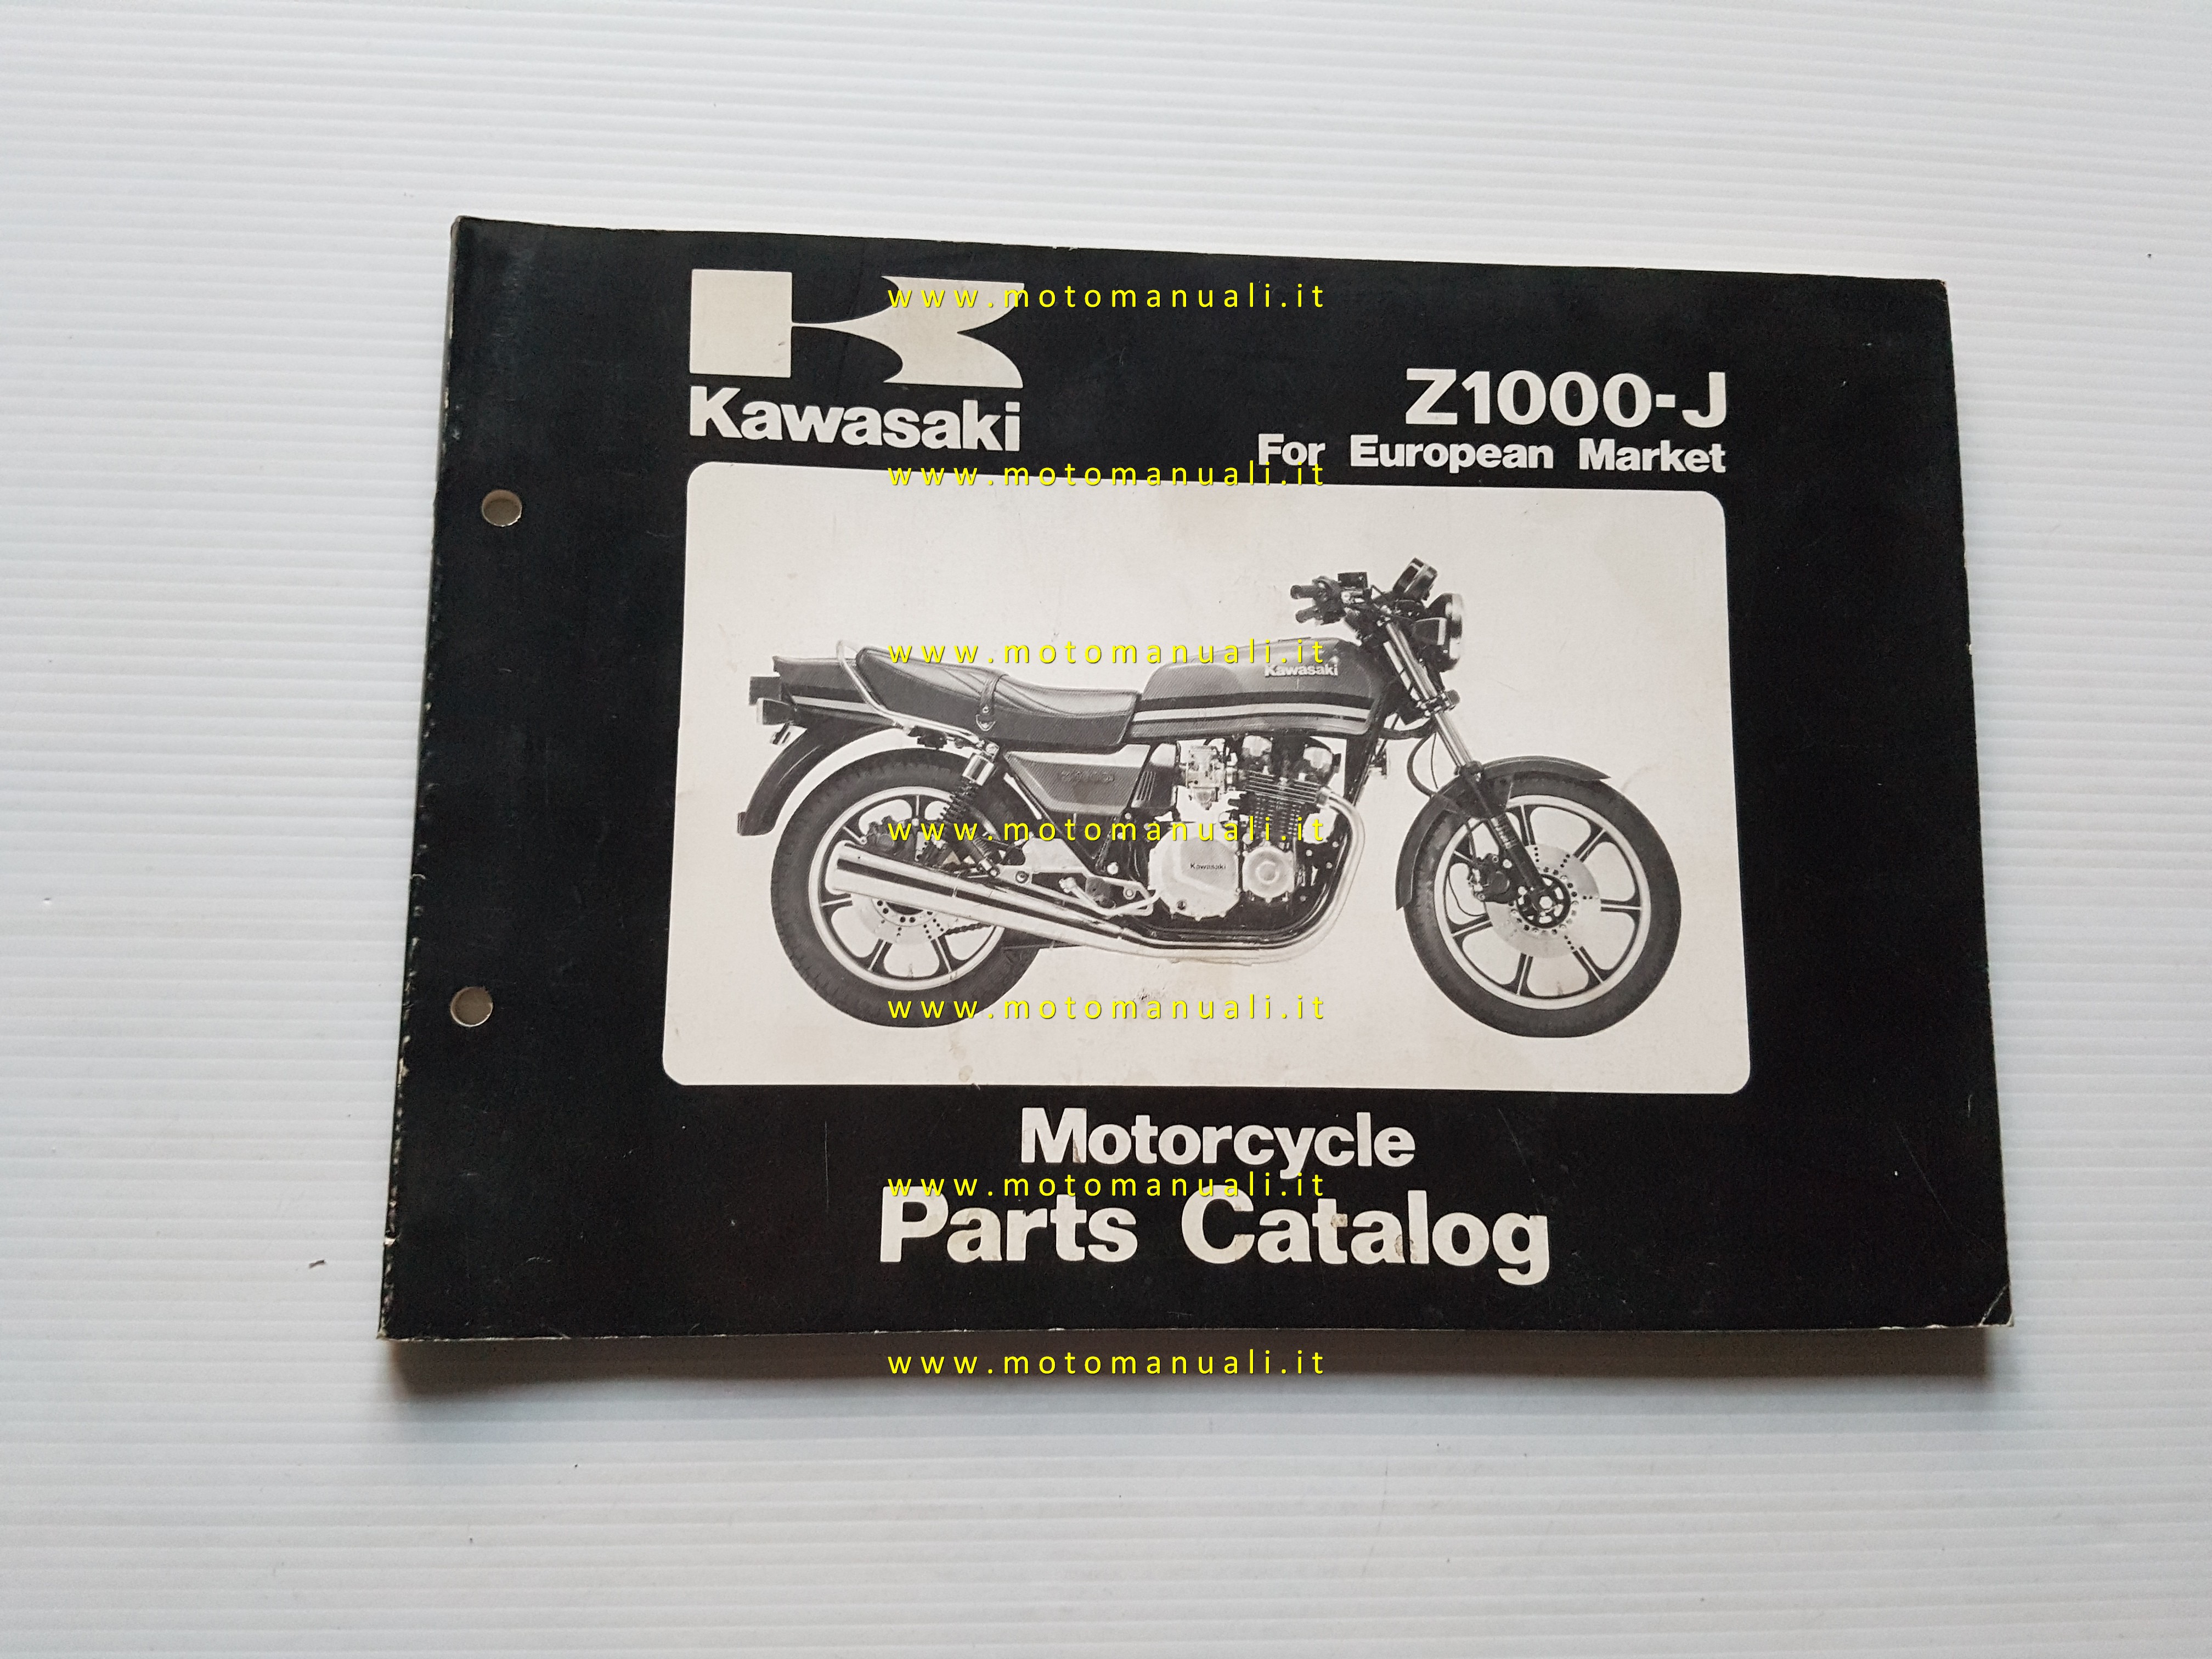 www.motomanuali.it
Kawasaki
Z1000-J
For European Market
www.motomanuali.it
www.motomanuali.it
Kawasaki
www.motomanuali.it
Kawasaki
www.motomanuali.it
Motorcycle
www.motomanuali.it
Parts Catalog
www.motomanuali.it